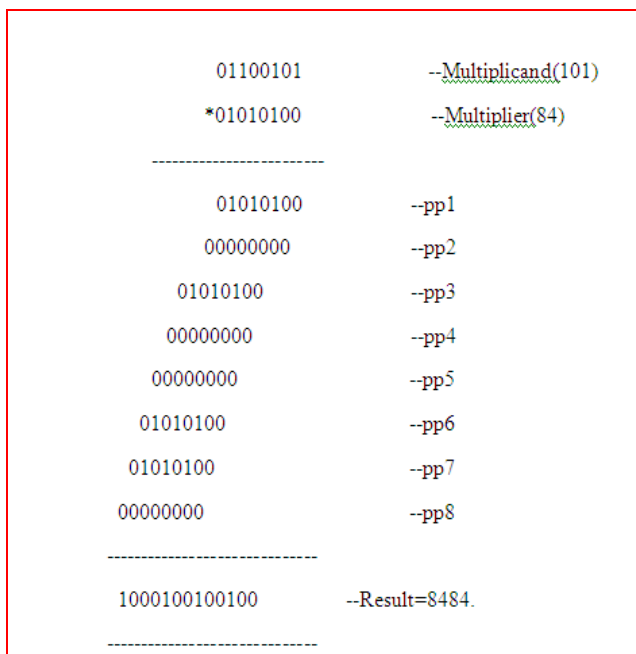 01100101 --Multiplicand(101)
*01010100 --Multiplier(84)
-------------------------
01010100 --pp1
00000000 --pp2
01010100 --pp3
00000000 --pp4
00000000 --pp5
01010100 --pp6
01010100 --pp7
00000000 --pp8
------------------------------
1000100100100 --Result=8484.
------------------------------